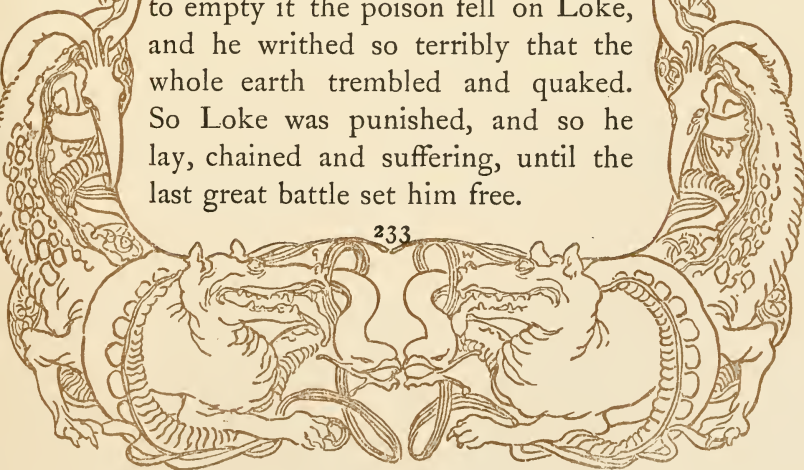 to empty it the poison fell on Loke,
and he writhed so terribly that the
whole earth trembled and quaked.
So Loke was punished, and so he
lay, chained and suffering, until the
last great battle set him free.
233